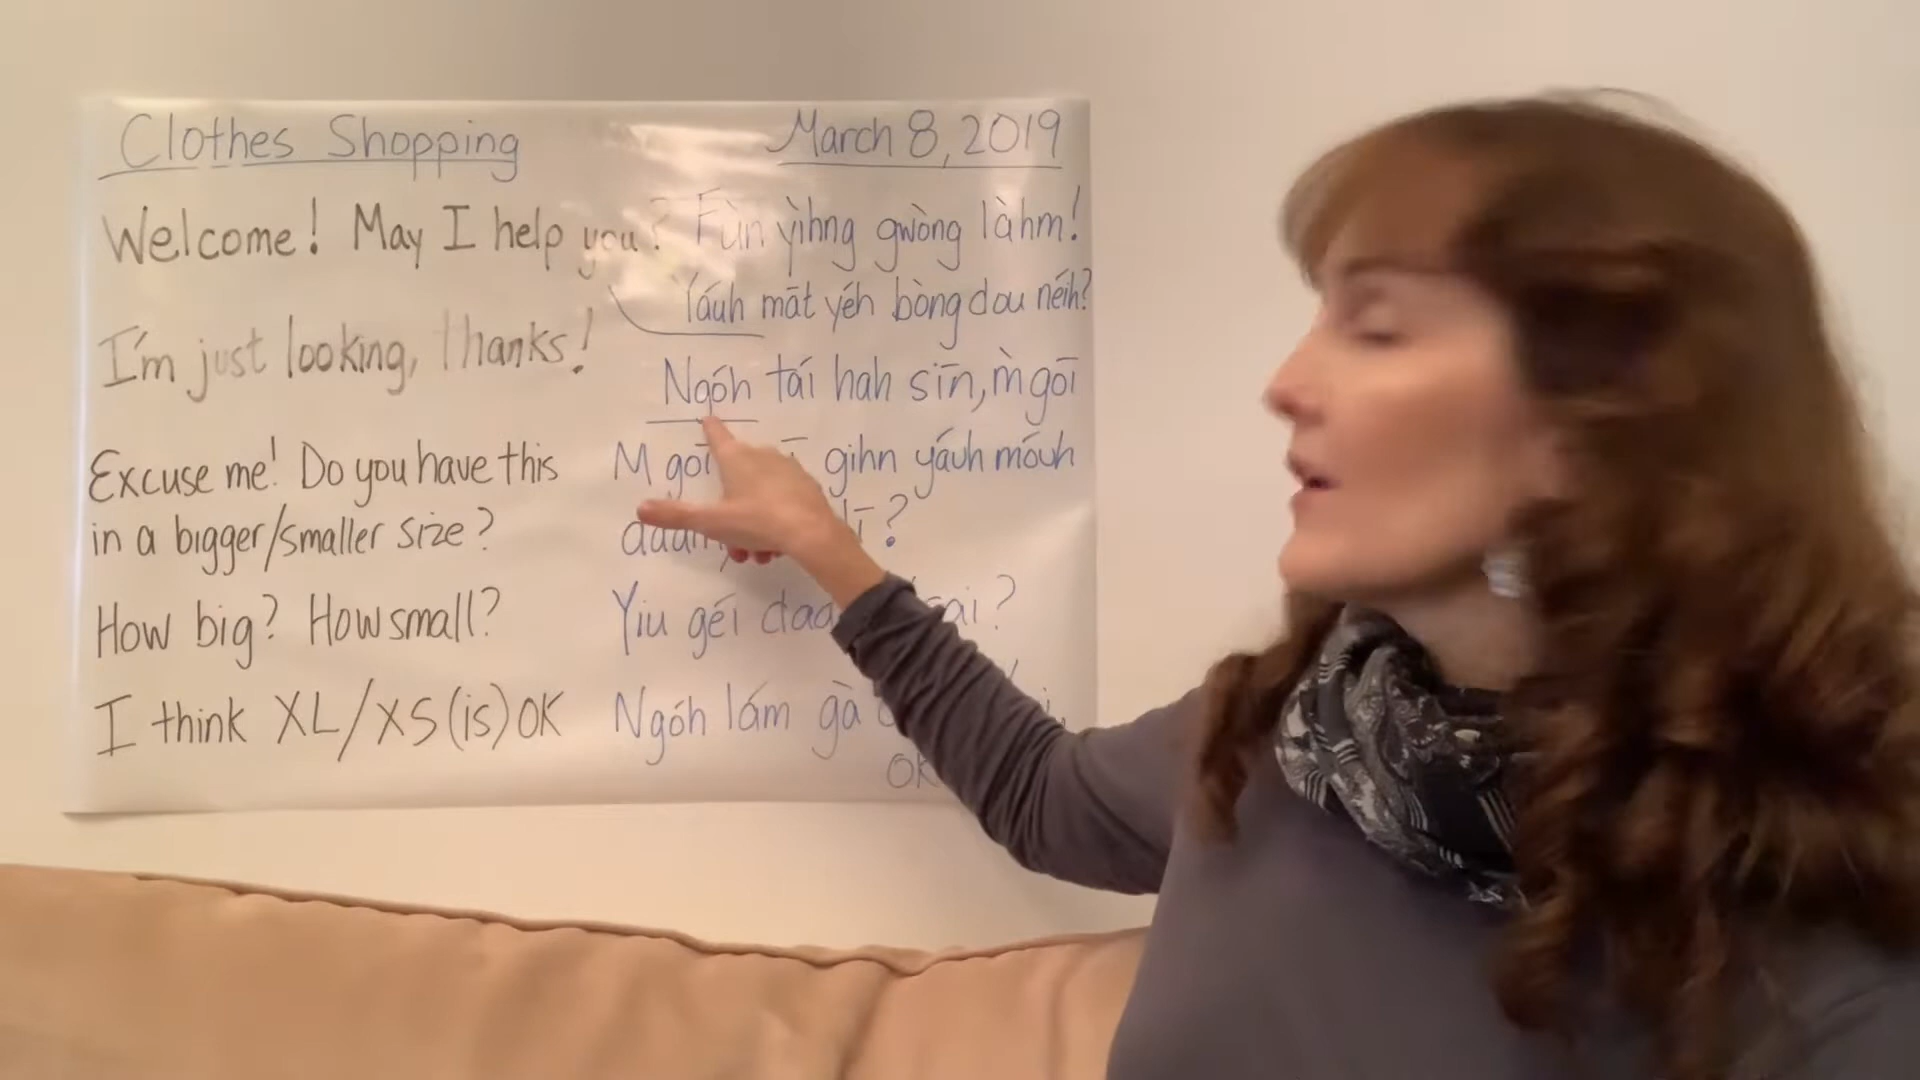 Clothes Shopping March 8, 2019
Welcome! May I help you? Fùn yìhng gwòng làhm!
Yáuh māt yéh bòng dou néih?
I'm just looking, thanks!
Ngóh tái hah sīn, m̀gōi
Excuse me! Do you have this M gōi gihn yáuh móuh
in a bigger/smaller size? ?
How big? How small? Yiu géi ?
I think XL/XS(is)OK Ngóh lám gà
OK